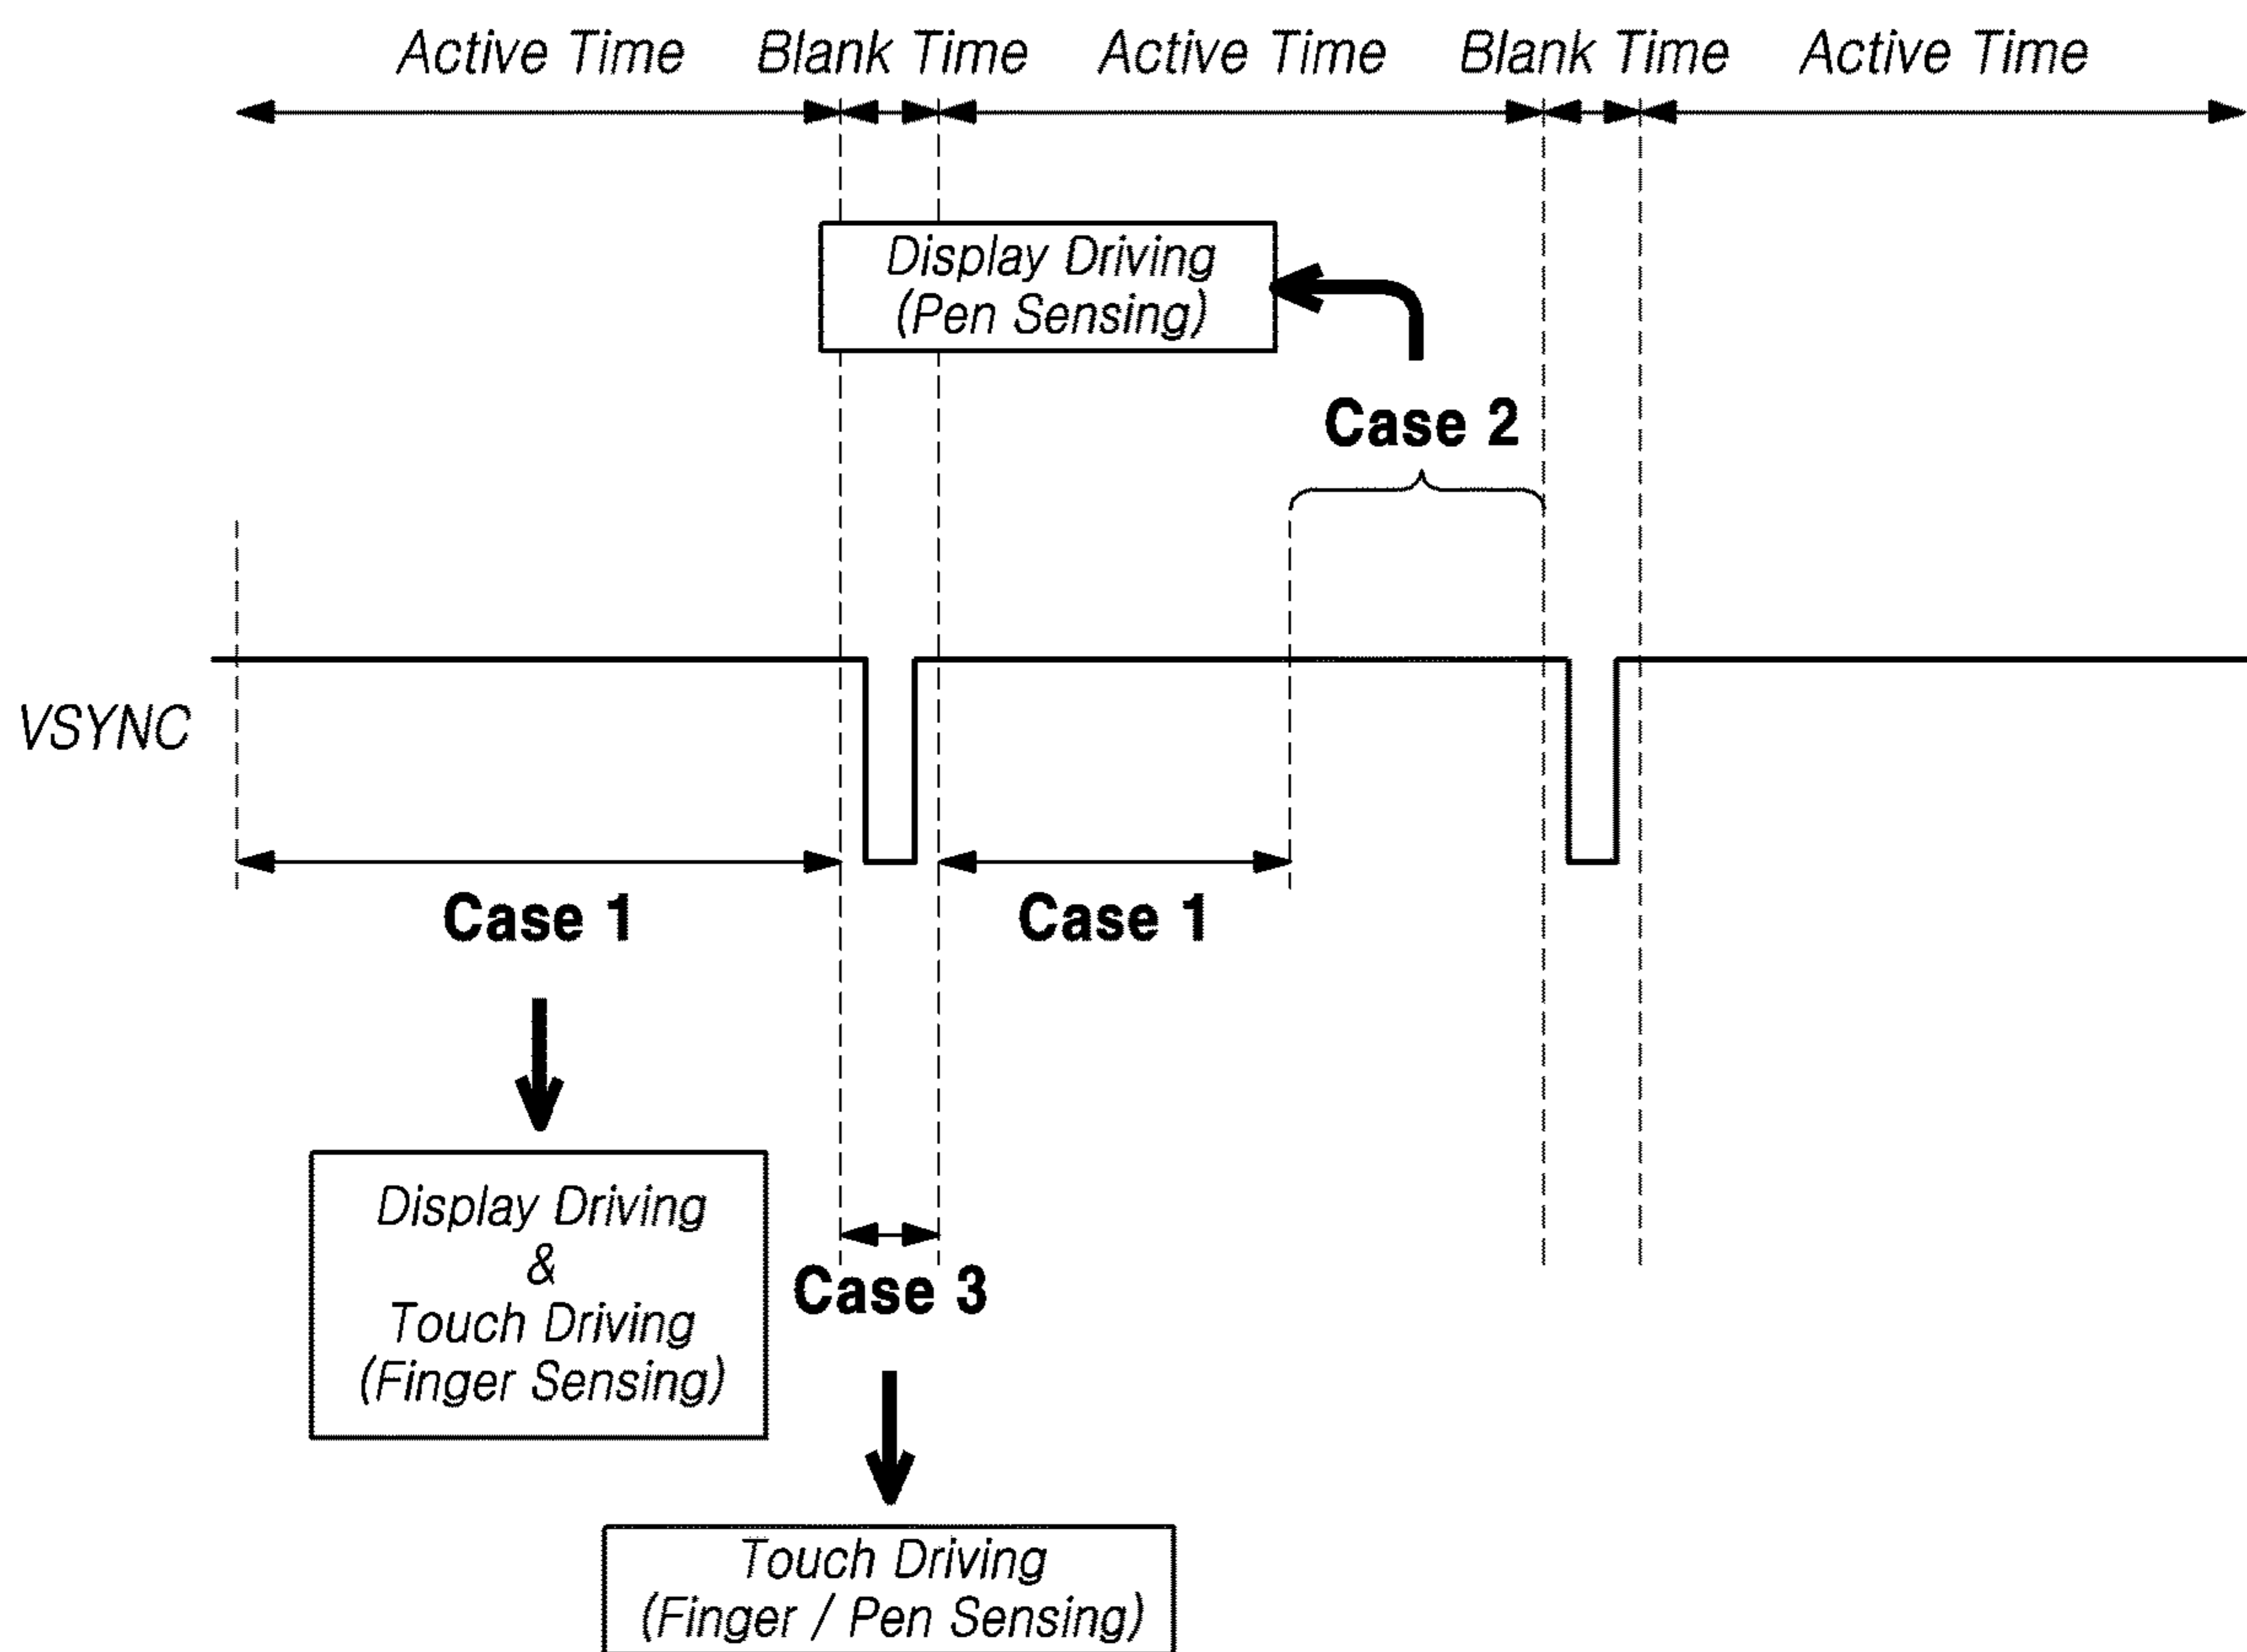 Active Time Blank Time Active Time Blank Time Active Time
Display Driving
(Pen Sensing)
Case 2
VSYNC
Case 1 Case 1
Display Driving
&
Touch Driving
(Finger Sensing)
Case 3
Touch Driving
(Finger / Pen Sensing)